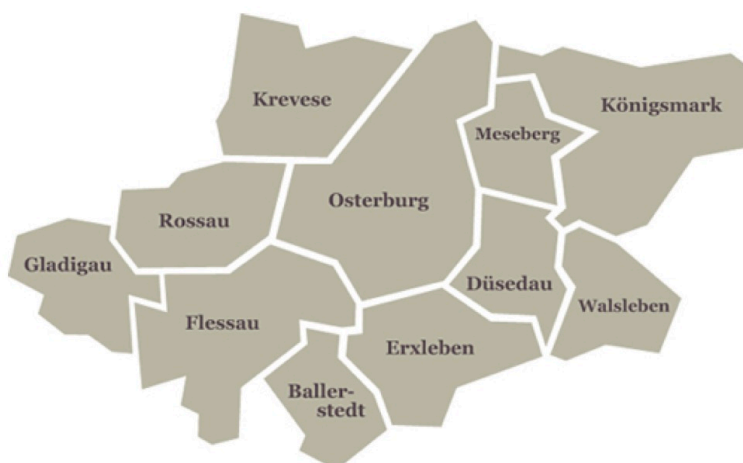 Krevese
Königsmark
Meseberg
Osterburg
Rossau
Gladigau
Düsedau
Walsleben
Flessau
Erxleben
Baller-
stedt